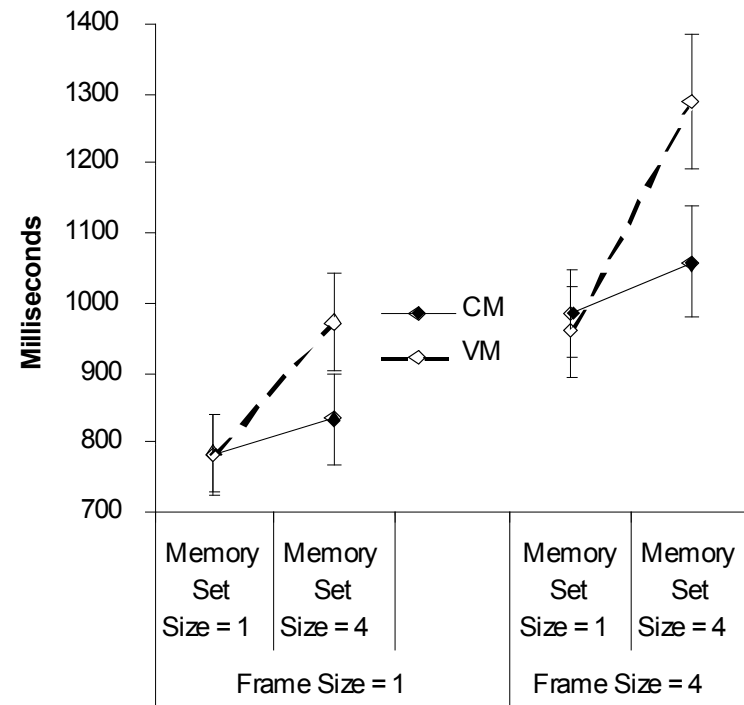 1400
1300
1200
1100
1000
900
800
700
Milliseconds
CM
VM
Memory Set Size = 1
Memory Set Size = 4
Memory Set Size = 1
Memory Set Size = 4
Frame Size = 1
Frame Size = 4